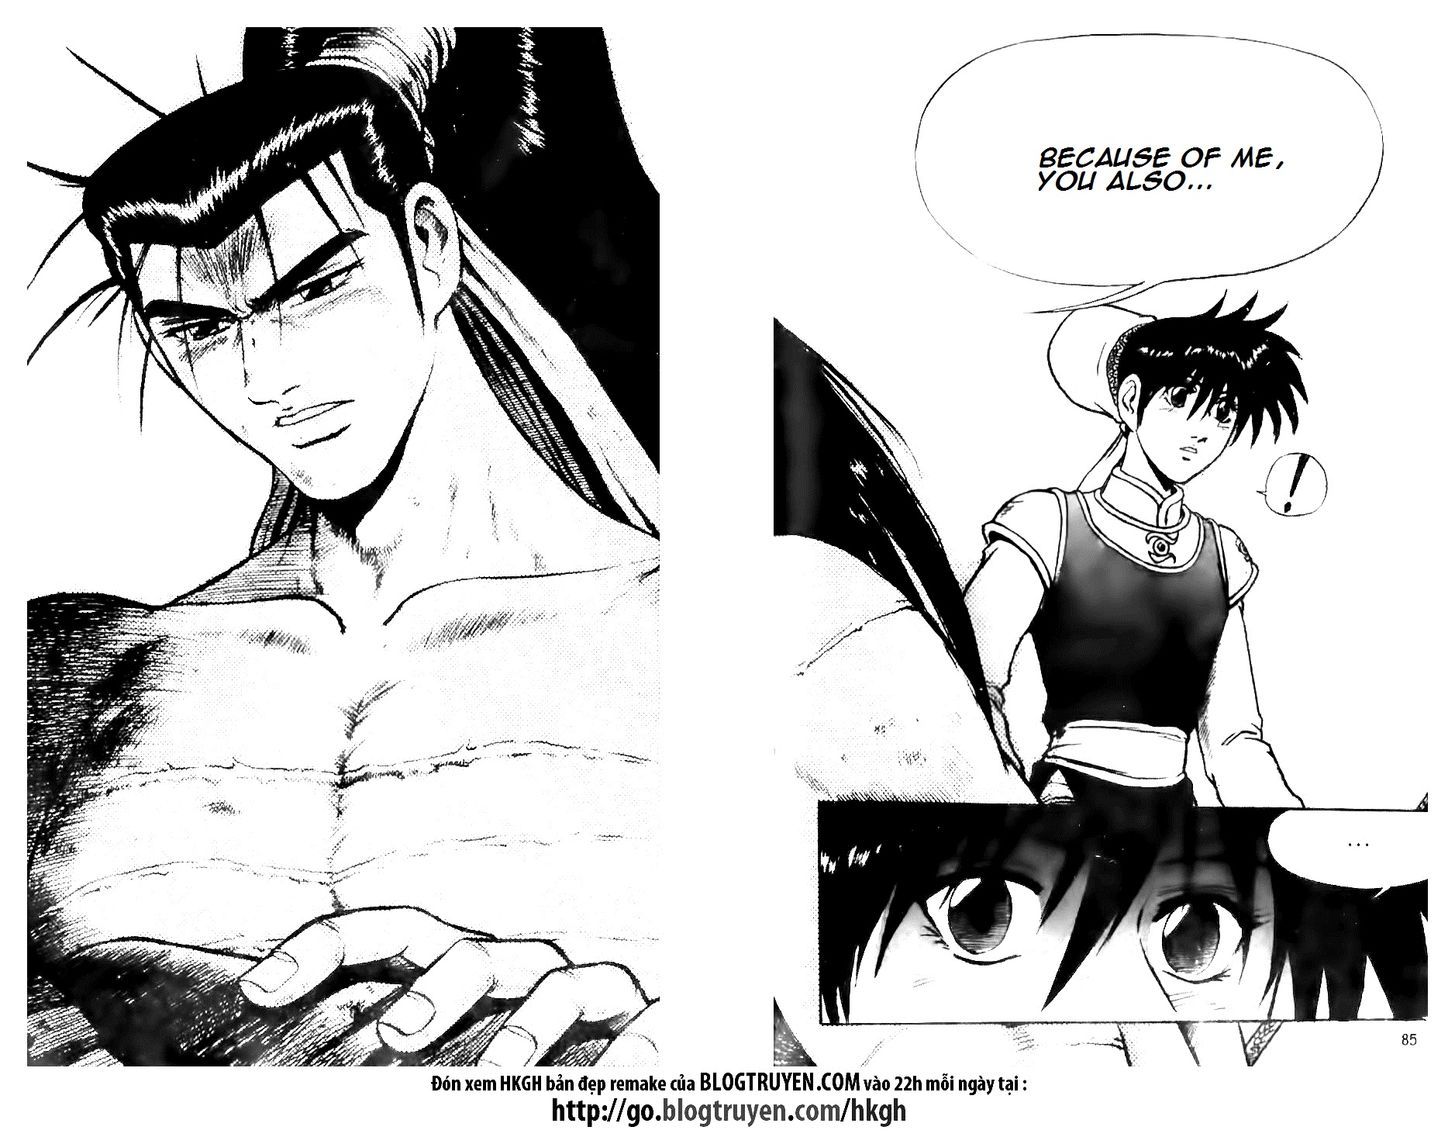 BECAUSE OF ME,
YOU ALSO...
!
...
85
Đón xem HKGH bản đẹp remake của BLOGTRUYEN.COM vào 22h mỗi ngày tại :
http://go.blogtruyen.com/hkgh